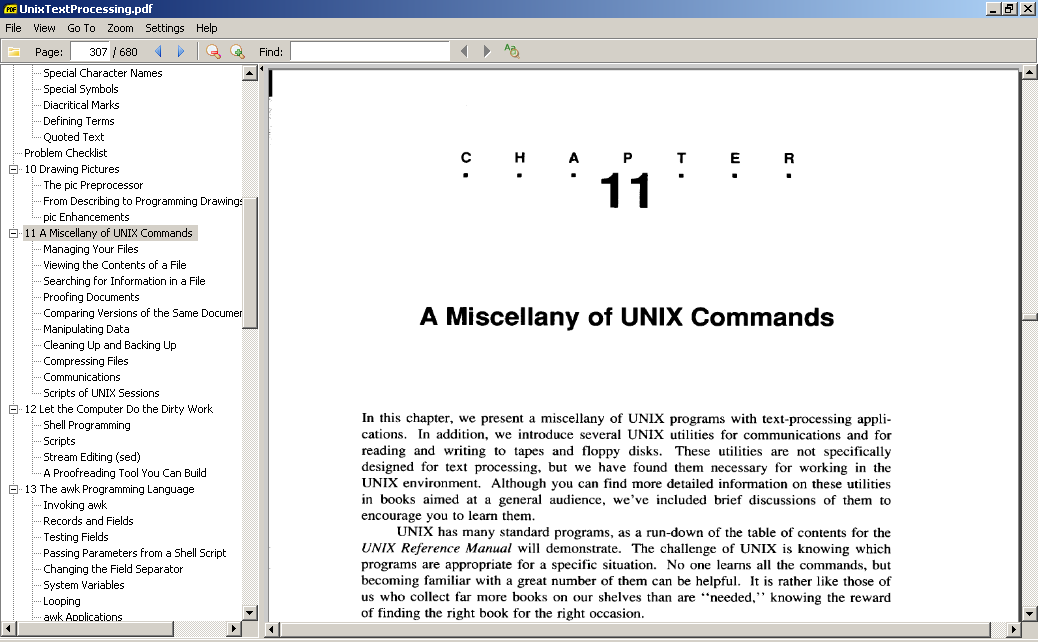 UnixTextProcessing.pdf
File View Go To Zoom Settings Help
Page: 307 / 680 Find:
Special Character Names
Special Symbols
Diacritical Marks
Defining Terms
Quoted Text
Problem Checklist
10 Drawing Pictures
The pic Preprocessor
From Describing to Programming Drawings
pic Enhancements
11 A Miscellany of UNIX Commands
Managing Your Files
Viewing the Contents of a File
Searching for Information in a File
Proofing Documents
Comparing Versions of the Same Documen
Manipulating Data
Cleaning Up and Backing Up
Compressing Files
Communications
Scripts of UNIX Sessions
12 Let the Computer Do the Dirty Work
Shell Programming
Scripts
Stream Editing (sed)
A Proofreading Tool You Can Build
13 The awk Programming Language
Invoking awk
Records and Fields
Testing Fields
Passing Parameters from a Shell Script
Changing the Field Separator
System Variables
Looping
awk Applications
C H A P T E R
11
A Miscellany of UNIX Commands
In this chapter, we present a miscellany of UNIX programs with text-processing appli-
cations. In addition, we introduce several UNIX utilities for communications and for
reading and writing to tapes and floppy disks. These utilities are not specifically
designed for text processing, but we have found them necessary for working in the
UNIX environment. Although you can find more detailed information on these utilities
in books aimed at a general audience, we've included brief discussions of them to
encourage you to learn them.
UNIX has many standard programs, as a run-down of the table of contents for the
UNIX Reference Manual will demonstrate. The challenge of UNIX is knowing which
programs are appropriate for a specific situation. No one learns all the commands, but
becoming familiar with a great number of them can be helpful. It is rather like those of
us who collect far more books on our shelves than are ‘‘needed,’’ knowing the reward
of finding the right book for the right occasion.